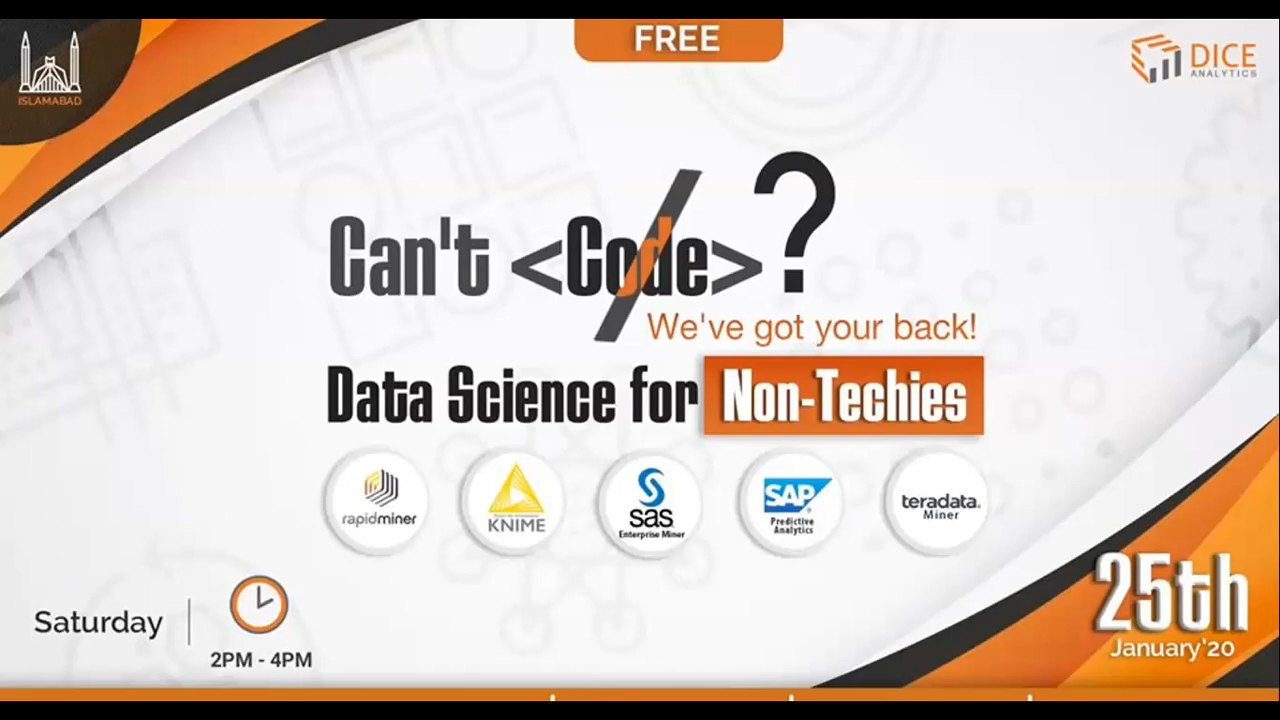 FREE
ISLAMABAD
DICE
ANALYTICS
Can't <Code>?
We've got your back!
Data Science for Non-Techies
rapidminer
KNIME
sas
Enterprise Miner
SAP
Predictive
Analytics
teradata.
Miner
Saturday
2PM - 4PM
25th
January'20